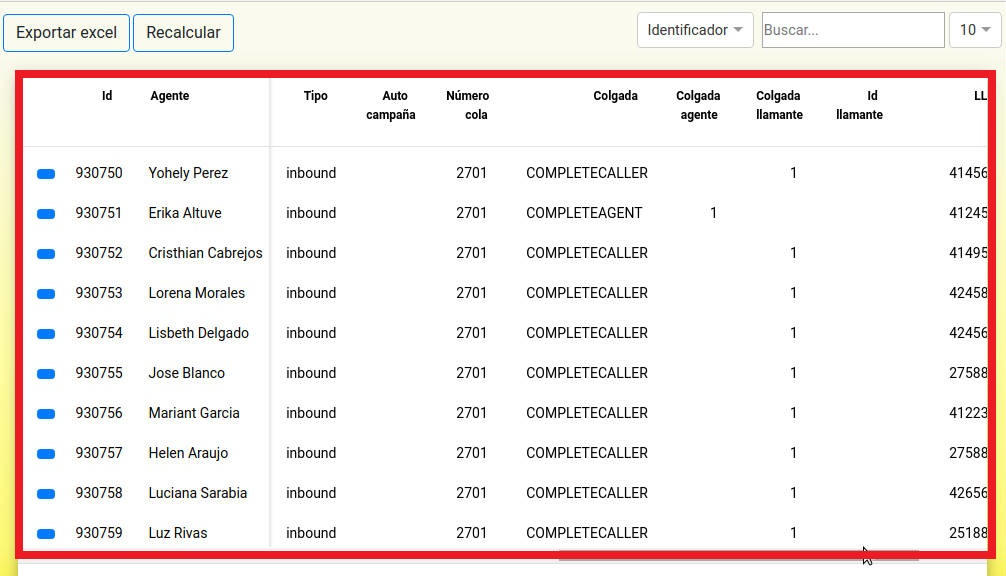 Exportar excel Recalcular Identificador Buscar... 10
Id Agente Tipo Auto campaña Número cola Colgada Colgada agente Colgada llamante Id llamante LL
930750 Yohely Perez inbound 2701 COMPLETECALLER 1 41456
930751 Erika Altuve inbound 2701 COMPLETEAGENT 1 41245
930752 Cristhian Cabrejos inbound 2701 COMPLETECALLER 1 41495
930753 Lorena Morales inbound 2701 COMPLETECALLER 1 42458
930754 Lisbeth Delgado inbound 2701 COMPLETECALLER 1 42456
930755 Jose Blanco inbound 2701 COMPLETECALLER 1 27588
930756 Mariant Garcia inbound 2701 COMPLETECALLER 1 41223
930757 Helen Araujo inbound 2701 COMPLETECALLER 1 27588
930758 Luciana Sarabia inbound 2701 COMPLETECALLER 1 42656
930759 Luz Rivas inbound 2701 COMPLETECALLER 1 25188